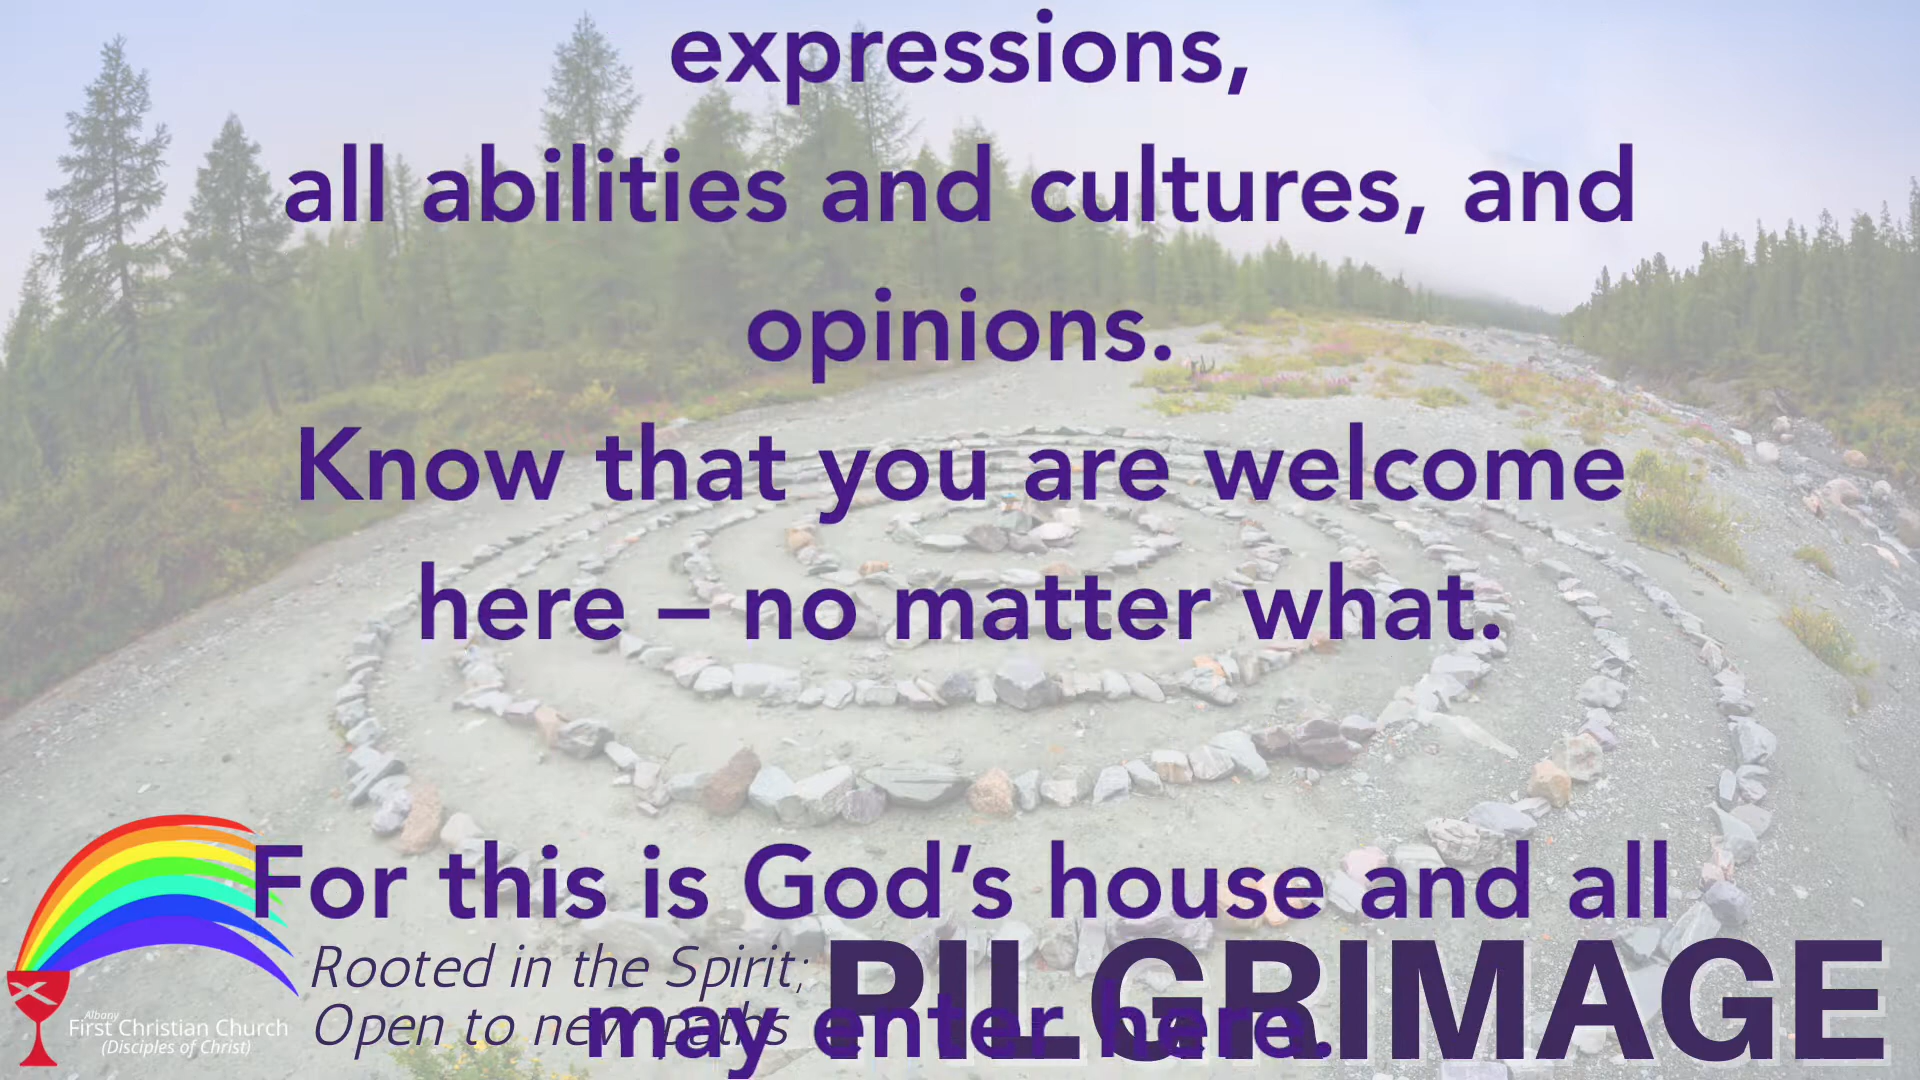 expressions,
all abilities and cultures, and
opinions.
Know that you are welcome
here – no matter what.
For this is God’s house and all
may enter here.
Rooted in the Spirit;
Open to new paths
PILGRIMAGE
Albany
First Christian Church
(Disciples of Christ)